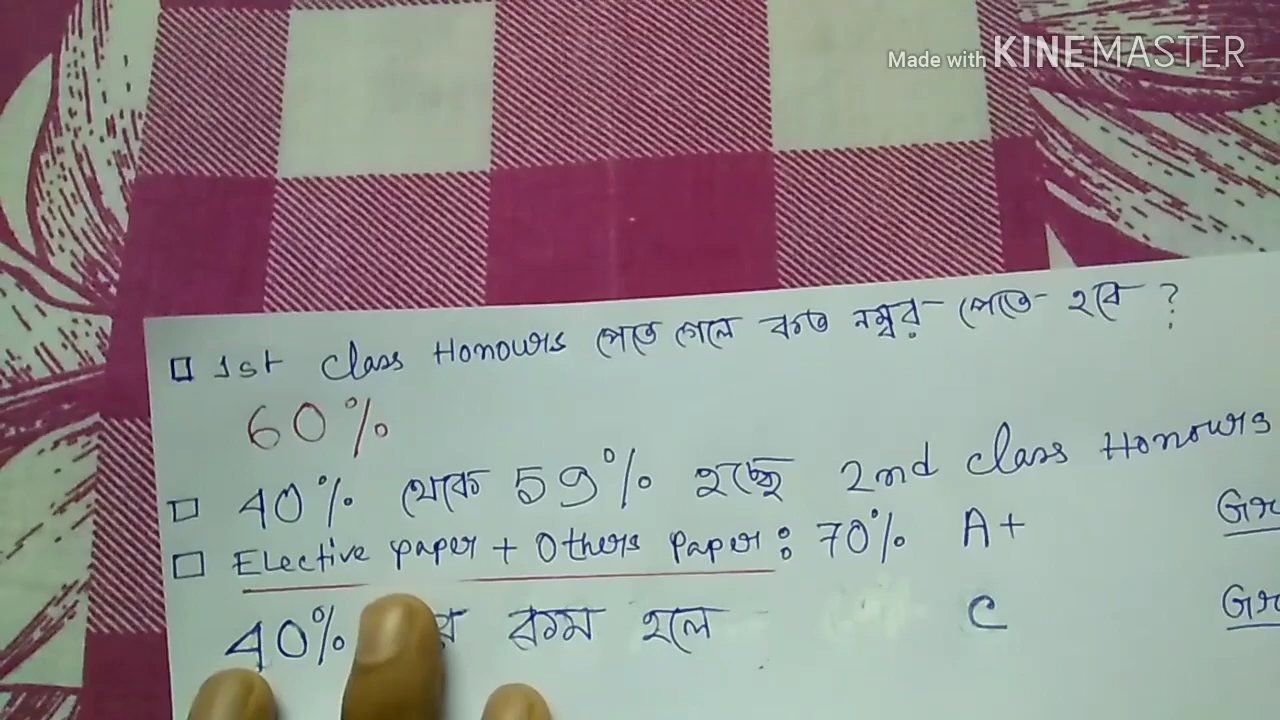 Made with KINEMASTER
1st Class Honours পেতে গেলে কত নম্বর পেতে হবে ?
60%
40% থেকে 59% হচ্ছে 2nd Class Honours
Elective paper + Others Paper : 70% A+
40% কম হলে C